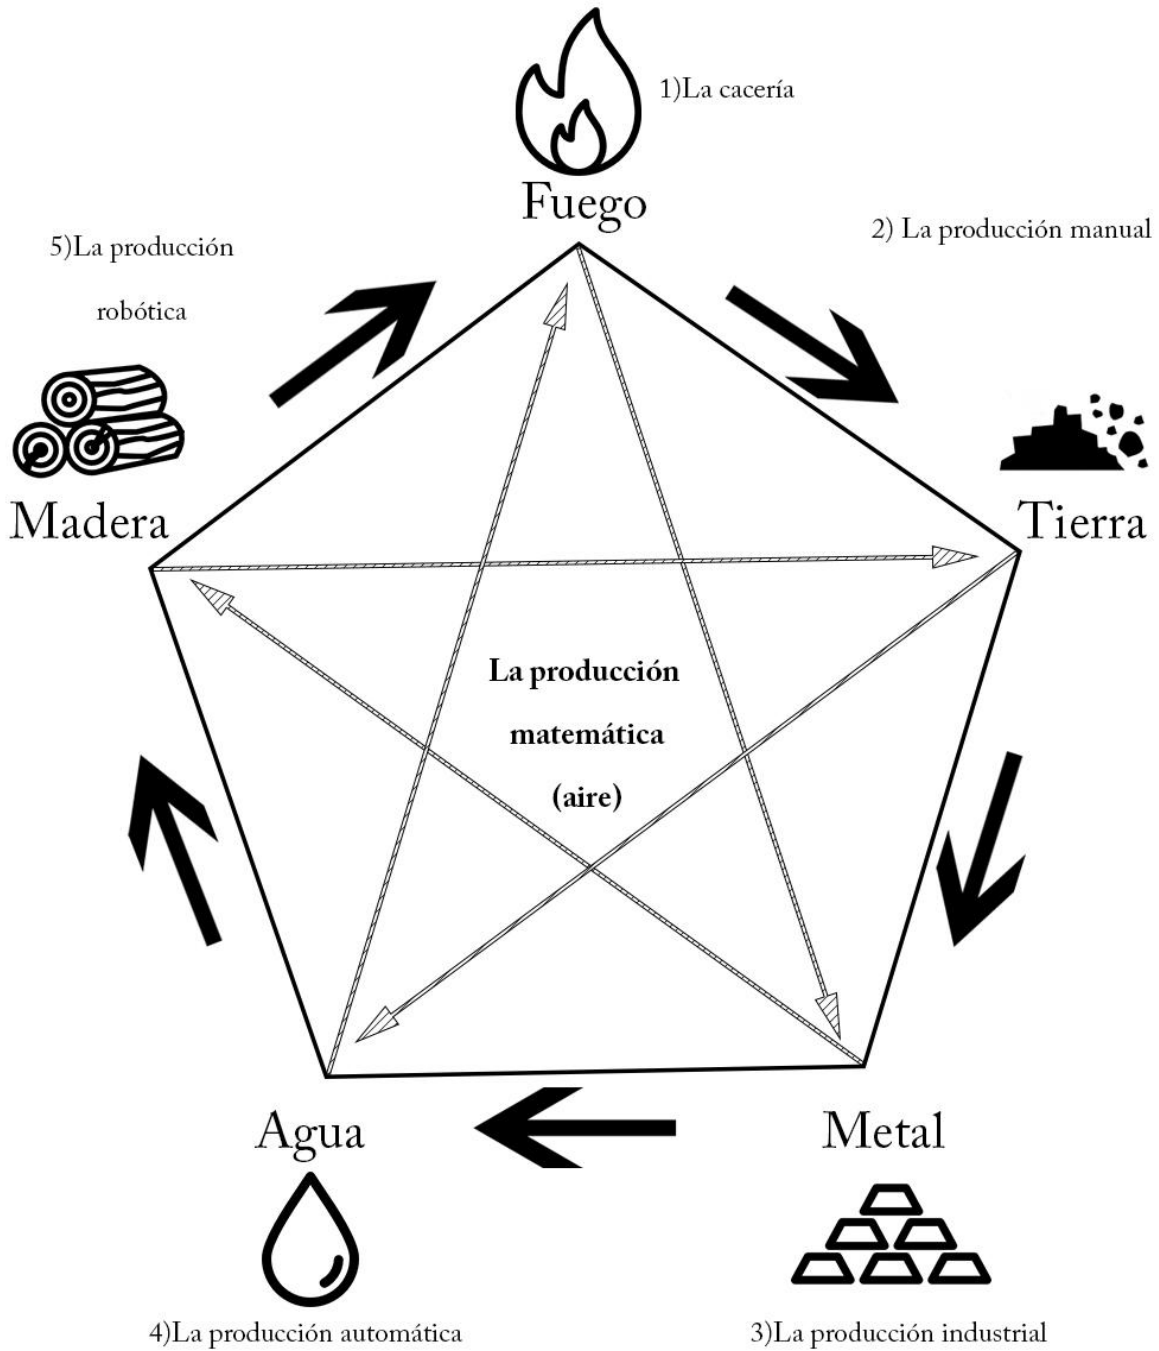 1)La cacería
Fuego
2) La producción manual
5)La producción
robótica
Madera
Tierra
La producción
matemática
(aire)
Agua
Metal
4)La producción automática
3)La producción industrial